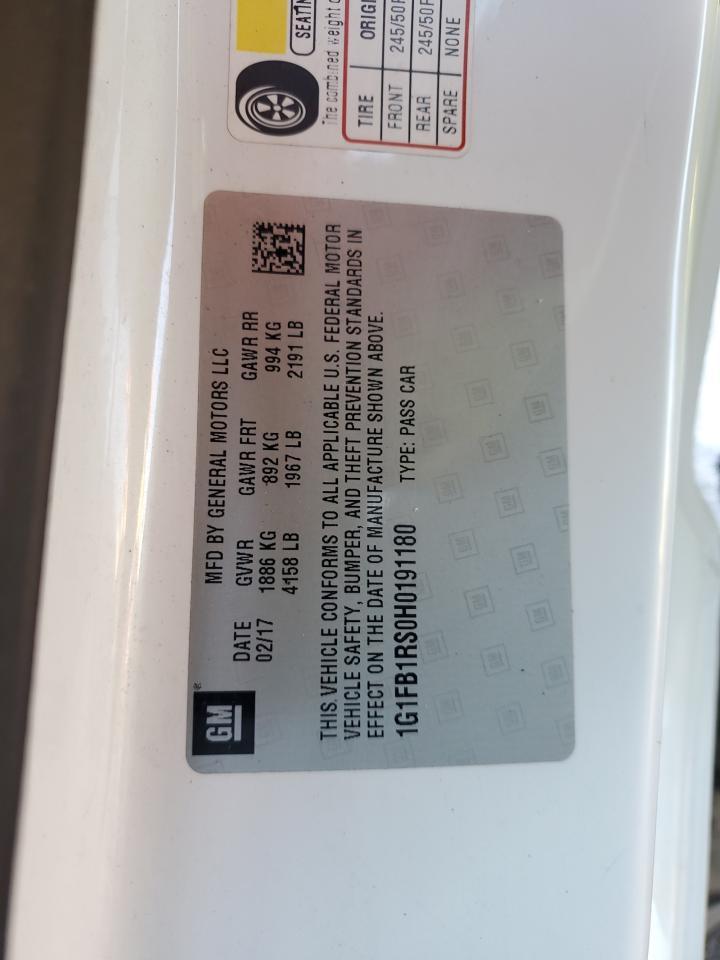 SEATIN
The combined weight o
TIRE ORIGI
FRONT 245/50R
REAR 245/50R
SPARE NONE
GM®
MFD BY GENERAL MOTORS LLC
DATE GVWR GAWR FRT GAWR RR
02/17 1886 KG 892 KG 994 KG
4158 LB 1967 LB 2191 LB
THIS VEHICLE CONFORMS TO ALL APPLICABLE U.S. FEDERAL MOTOR
VEHICLE SAFETY, BUMPER, AND THEFT PREVENTION STANDARDS IN
EFFECT ON THE DATE OF MANUFACTURE SHOWN ABOVE.
1G1FB1RS0H0191180 TYPE: PASS CAR